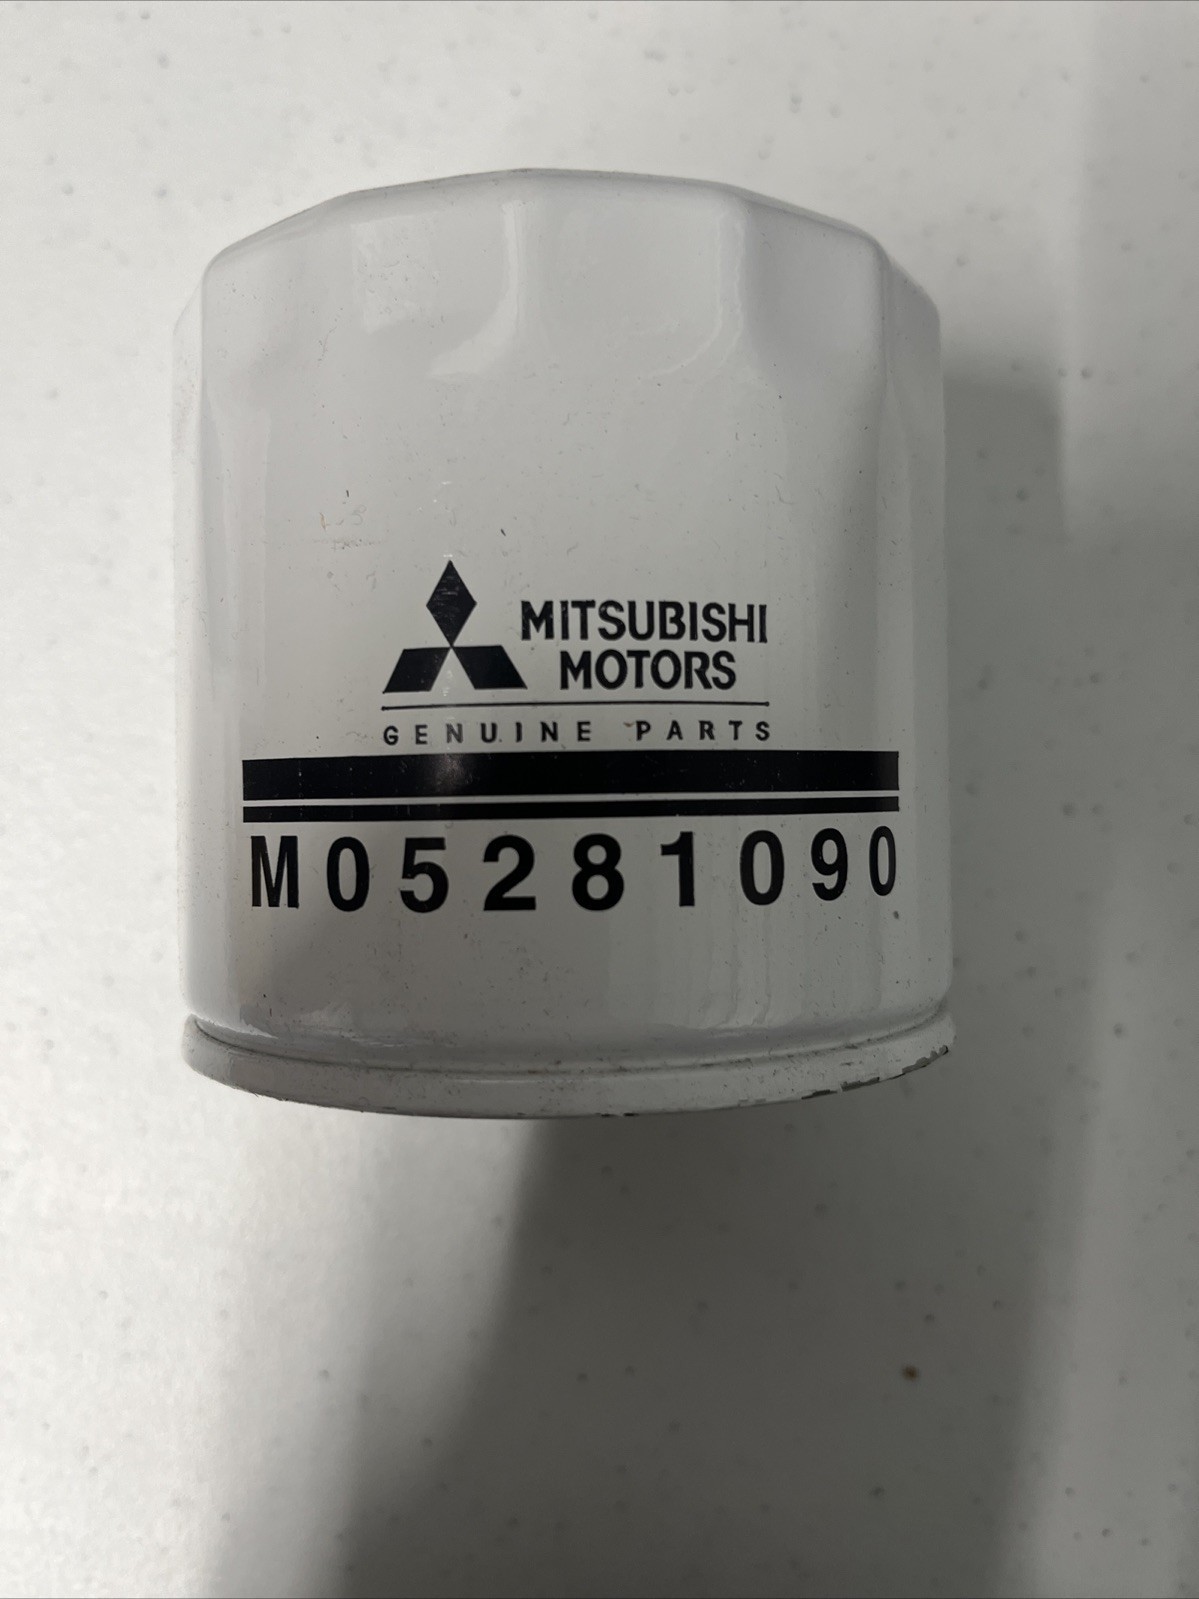 MITSUBISHI
MOTORS
GENUINE PARTS
M05281090